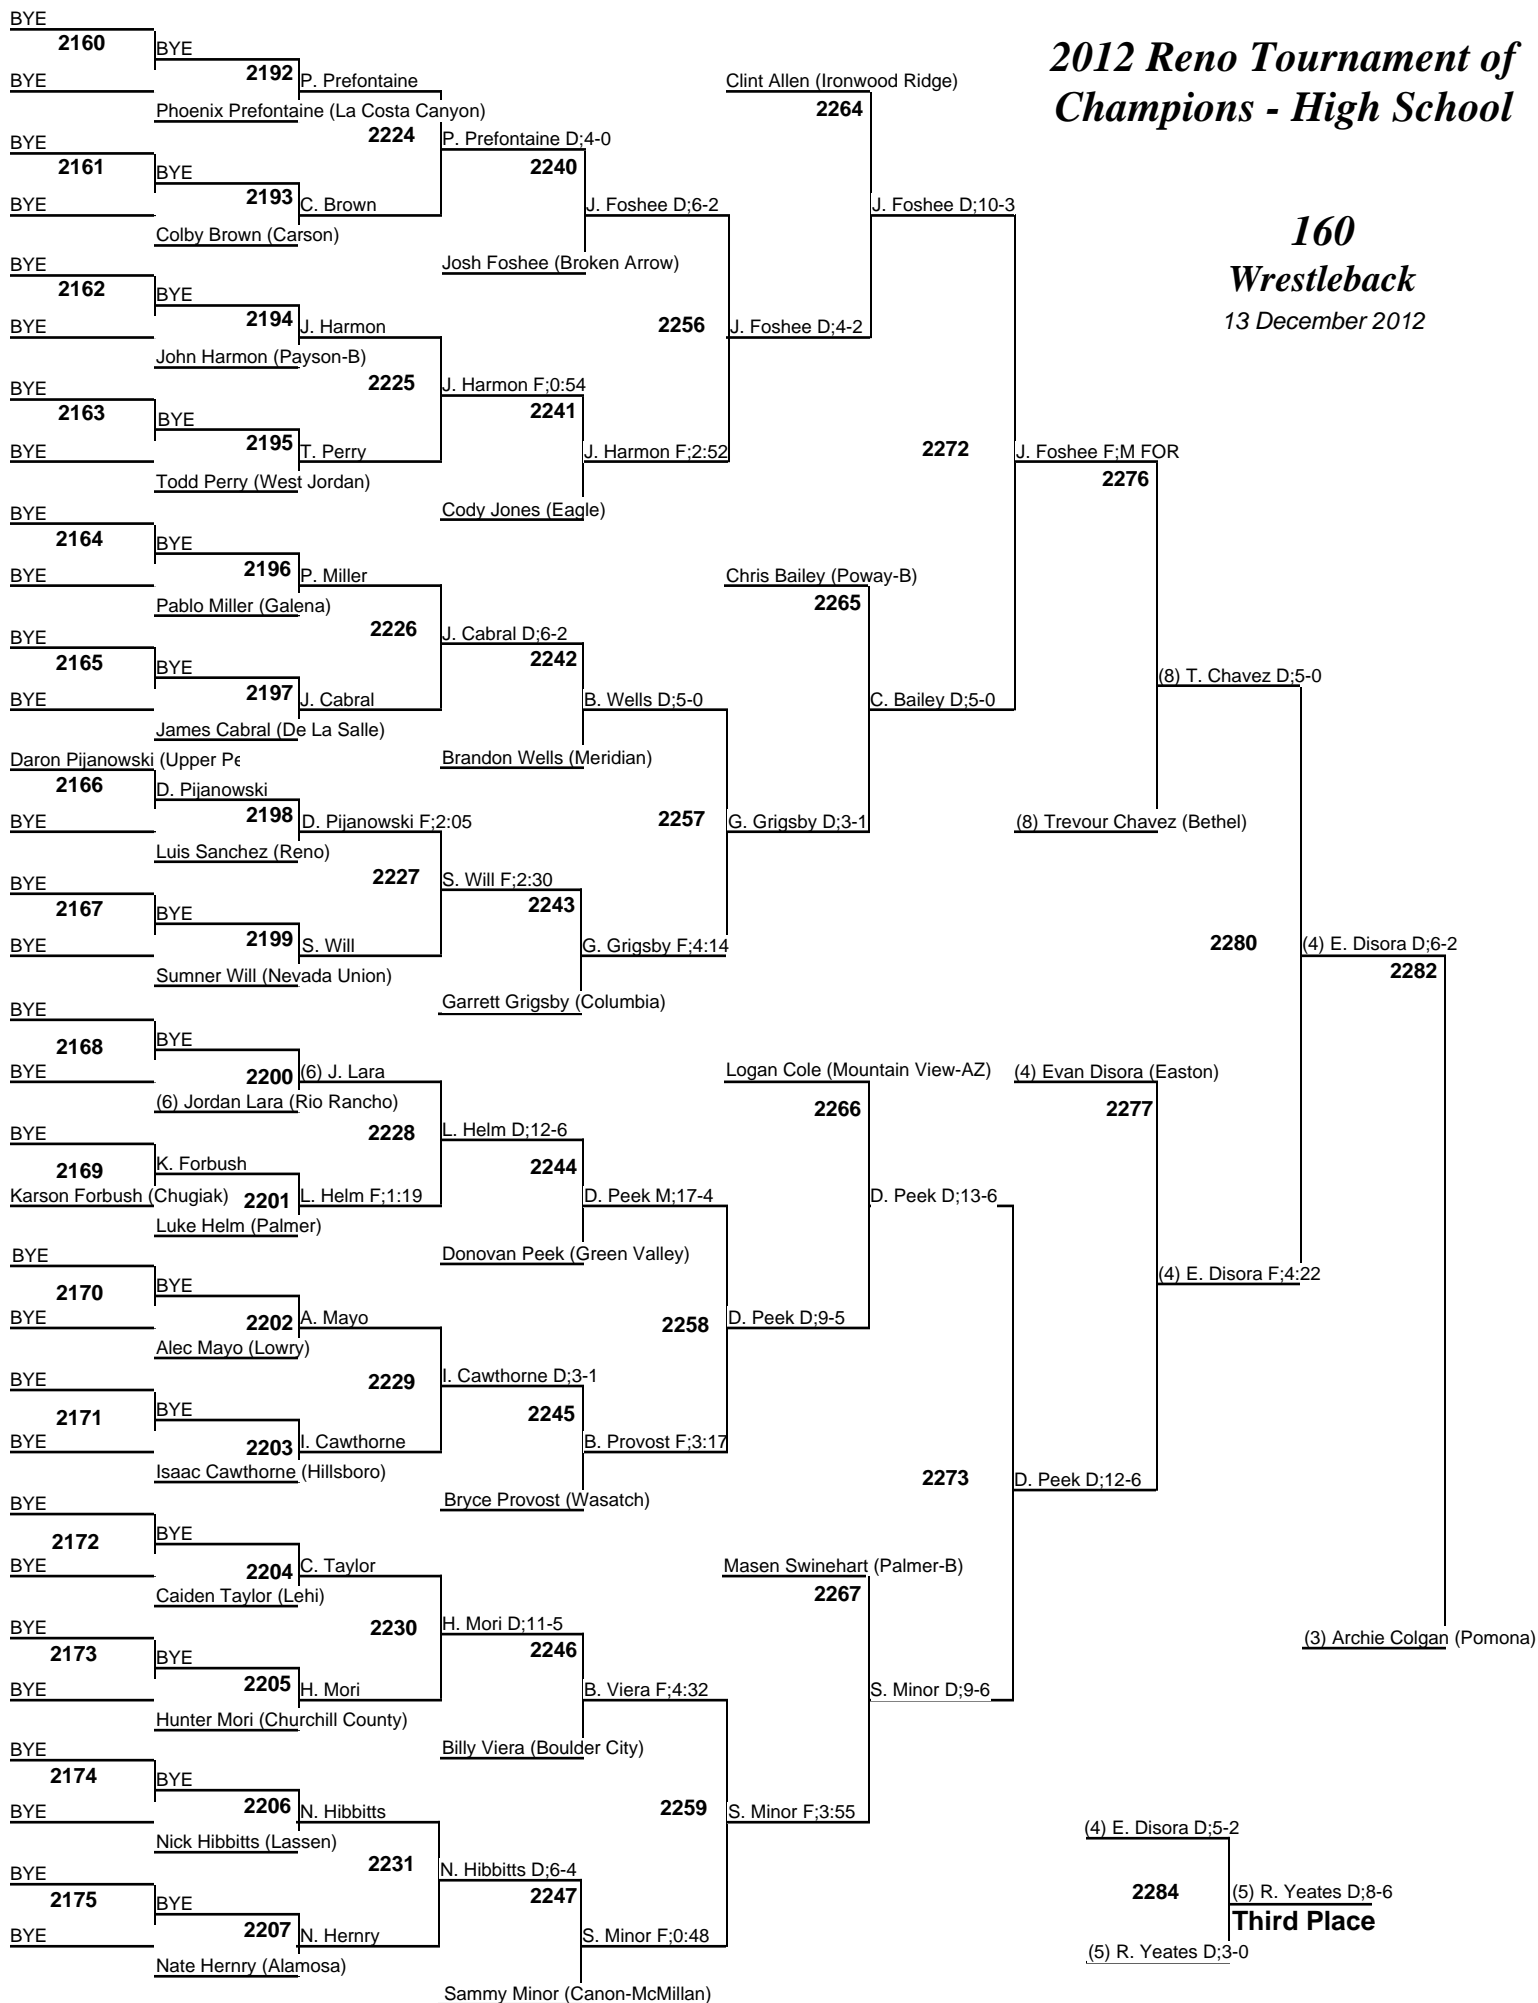 2012 Reno Tournament of
Champions - High School
160
Wrestleback
13 December 2012
BYE
2160
BYE
BYE
2192
P. Prefontaine
Phoenix Prefontaine (La Costa Canyon)
2224
P. Prefontaine D;4-0
BYE
2161
BYE
BYE
2193
C. Brown
Colby Brown (Carson)
2240
J. Foshee D;6-2
Josh Foshee (Broken Arrow)
BYE
2162
BYE
BYE
2194
J. Harmon
John Harmon (Payson-B)
2225
J. Harmon F;0:54
BYE
2163
BYE
BYE
2195
T. Perry
Todd Perry (West Jordan)
2241
J. Harmon F;2:52
Cody Jones (Eagle)
2256
J. Foshee D;4-2
Clint Allen (Ironwood Ridge)
2264
J. Foshee D;10-3
BYE
2164
BYE
BYE
2196
P. Miller
Pablo Miller (Galena)
2226
J. Cabral D;6-2
BYE
2165
BYE
BYE
2197
J. Cabral
James Cabral (De La Salle)
2242
B. Wells D;5-0
Brandon Wells (Meridian)
Daron Pijanowski (Upper Pe
2166
D. Pijanowski
BYE
2198
D. Pijanowski F;2:05
Luis Sanchez (Reno)
2227
S. Will F;2:30
BYE
2167
BYE
BYE
2199
S. Will
Sumner Will (Nevada Union)
2243
G. Grigsby F;4:14
Garrett Grigsby (Columbia)
2257
G. Grigsby D;3-1
Chris Bailey (Poway-B)
2265
C. Bailey D;5-0
2272
J. Foshee F;M FOR
2276
(8) T. Chavez D;5-0
(8) Trevour Chavez (Bethel)
BYE
2168
BYE
BYE
2200
(6) J. Lara
(6) Jordan Lara (Rio Rancho)
2228
L. Helm D;12-6
BYE
2169
K. Forbush
Karson Forbush (Chugiak)
2201
L. Helm F;1:19
Luke Helm (Palmer)
2244
D. Peek M;17-4
Donovan Peek (Green Valley)
BYE
2170
BYE
BYE
2202
A. Mayo
Alec Mayo (Lowry)
2229
I. Cawthorne D;3-1
BYE
2171
BYE
BYE
2203
I. Cawthorne
Isaac Cawthorne (Hillsboro)
2245
B. Provost F;3:17
Bryce Provost (Wasatch)
2258
D. Peek D;9-5
Logan Cole (Mountain View-AZ)
2266
D. Peek D;13-6
BYE
2172
BYE
BYE
2204
C. Taylor
Caiden Taylor (Lehi)
2230
H. Mori D;11-5
BYE
2173
BYE
BYE
2205
H. Mori
Hunter Mori (Churchill County)
2246
B. Viera F;4:32
Billy Viera (Boulder City)
BYE
2174
BYE
BYE
2206
N. Hibbitts
Nick Hibbitts (Lassen)
2231
N. Hibbitts D;6-4
BYE
2175
BYE
BYE
2207
N. Hernry
Nate Hernry (Alamosa)
2247
S. Minor F;0:48
Sammy Minor (Canon-McMillan)
2259
S. Minor F;3:55
Masen Swinehart (Palmer-B)
2267
S. Minor D;9-6
2273
D. Peek D;12-6
(4) Evan Disora (Easton)
2277
(4) E. Disora F;4:22
2280
(4) E. Disora D;6-2
2282
(3) Archie Colgan (Pomona)
(4) E. Disora D;5-2
2284
(5) R. Yeates D;8-6
Third Place
(5) R. Yeates D;3-0